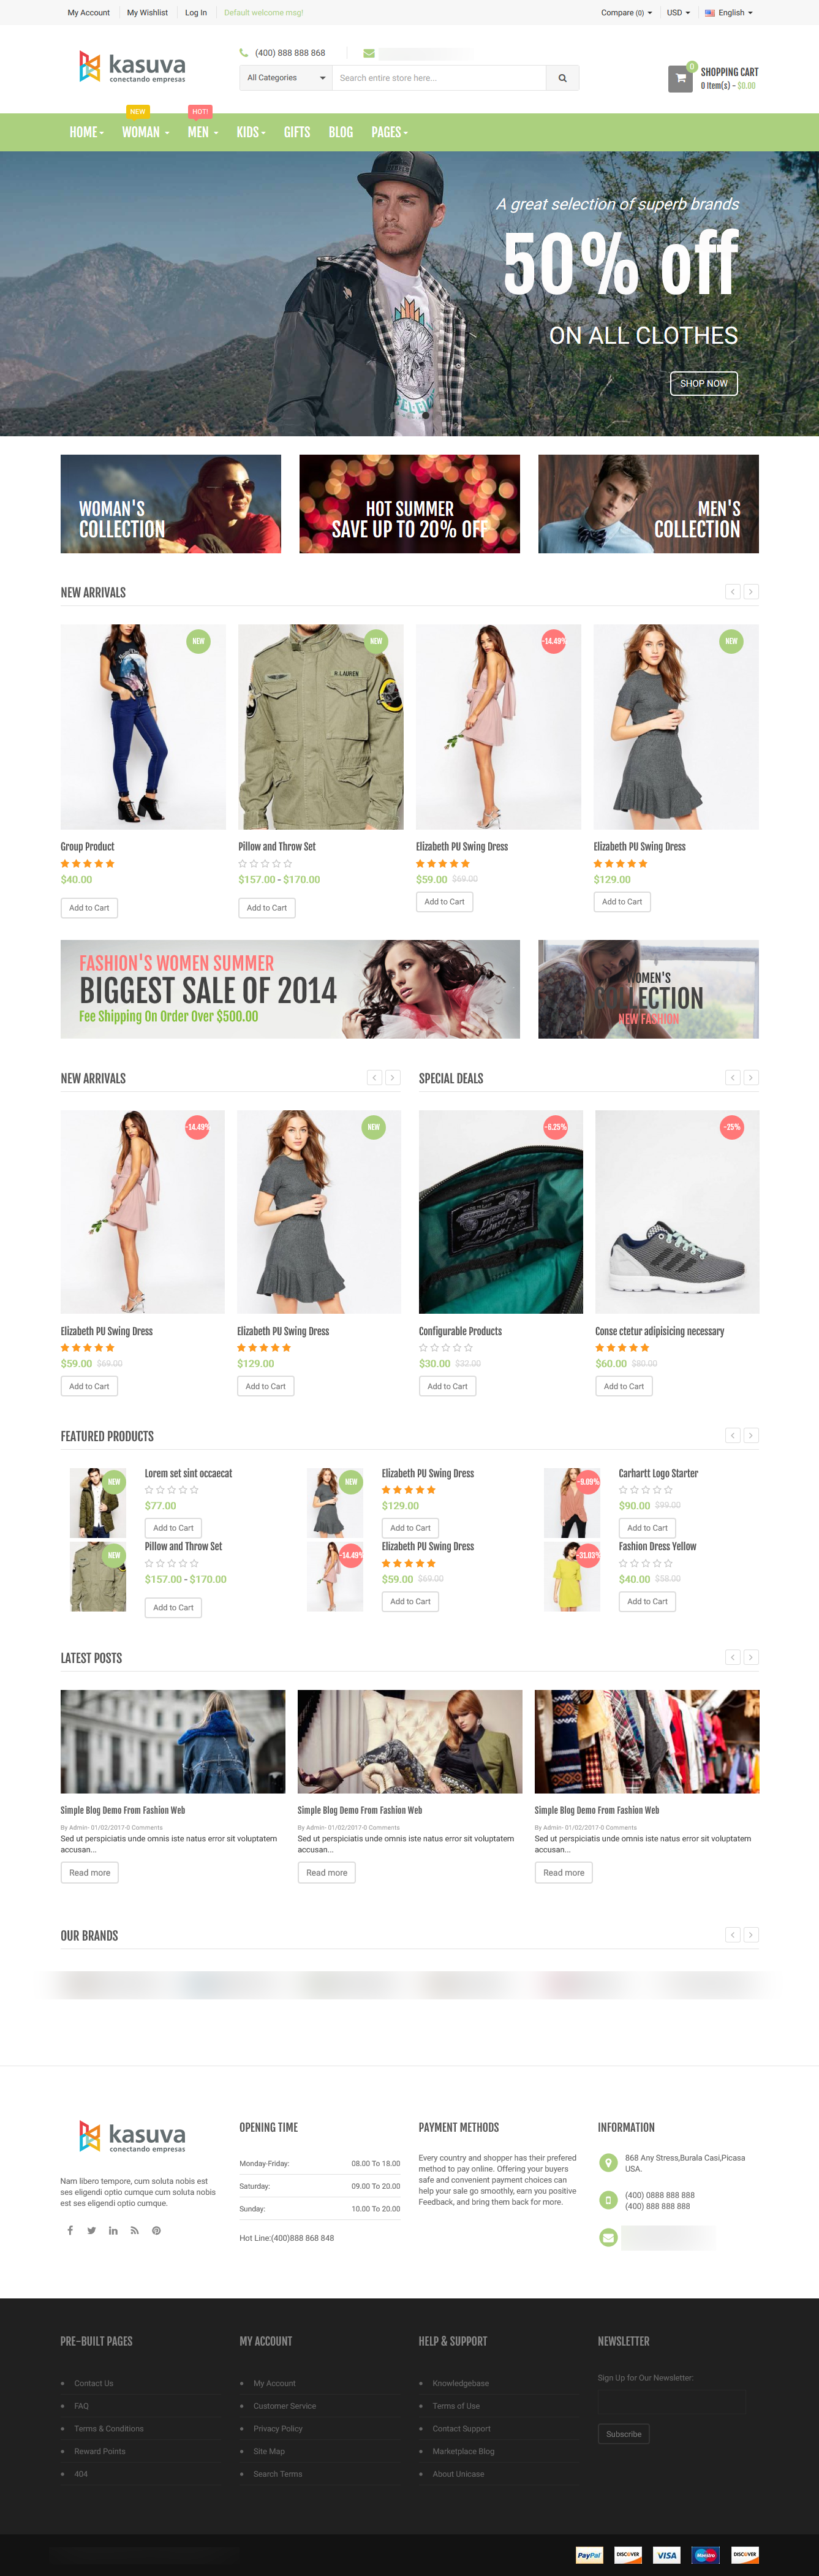 My Account
My Wishlist
Log In
Default welcome msg!
Compare (0)
USD
English
kasuva
conectando empresas
(400) 888 888 868
All Categories
Search entire store here...
0
SHOPPING CART
0 Item(s) - $0.00
NEW
HOT!
HOME
WOMAN
MEN
KIDS
GIFTS
BLOG
PAGES
A great selection of superb brands
50% off
ON ALL CLOTHES
SHOP NOW
WOMAN'S
COLLECTION
HOT SUMMER
SAVE UP TO 20% OFF
MEN'S
COLLECTION
NEW ARRIVALS
NEW
NEW
-14.49%
NEW
R.LAUREN
Group Product
$40.00
Add to Cart
Pillow and Throw Set
$157.00 - $170.00
Add to Cart
Elizabeth PU Swing Dress
$59.00 $69.00
Add to Cart
Elizabeth PU Swing Dress
$129.00
Add to Cart
FASHION'S WOMEN SUMMER
BIGGEST SALE OF 2014
Fee Shipping On Order Over $500.00
WOMEN'S
COLLECTION
NEW FASHION
NEW ARRIVALS
-14.49%
NEW
Elizabeth PU Swing Dress
$59.00 $69.00
Add to Cart
Elizabeth PU Swing Dress
$129.00
Add to Cart
SPECIAL DEALS
-6.25%
-25%
Diesel
Configurable Products
$30.00 $32.00
Add to Cart
Conse ctetur adipisicing necessary
$60.00 $80.00
Add to Cart
FEATURED PRODUCTS
NEW
Lorem set sint occaecat
$77.00
Add to Cart
NEW
Elizabeth PU Swing Dress
$129.00
Add to Cart
-9.09%
Carhartt Logo Starter
$90.00 $99.00
Add to Cart
NEW
Pillow and Throw Set
$157.00 - $170.00
Add to Cart
-14.49%
Elizabeth PU Swing Dress
$59.00 $69.00
Add to Cart
-31.03%
Fashion Dress Yellow
$40.00 $58.00
Add to Cart
LATEST POSTS
Simple Blog Demo From Fashion Web
By Admin- 01/02/2017-0 Comments
Sed ut perspiciatis unde omnis iste natus error sit voluptatem
accusan...
Read more
Simple Blog Demo From Fashion Web
By Admin- 01/02/2017-0 Comments
Sed ut perspiciatis unde omnis iste natus error sit voluptatem
accusan...
Read more
Simple Blog Demo From Fashion Web
By Admin- 01/02/2017-0 Comments
Sed ut perspiciatis unde omnis iste natus error sit voluptatem
accusan...
Read more
OUR BRANDS
kasuva
conectando empresas
Nam libero tempore, cum soluta nobis est
ses eligendi optio cumque cum soluta nobis
est ses eligendi optio cumque.
OPENING TIME
Monday-Friday: 08.00 To 18.00
Saturday: 09.00 To 20.00
Sunday: 10.00 To 20.00
Hot Line:(400)888 868 848
PAYMENT METHODS
Every country and shopper has their prefered
method to pay online. Offering your buyers
safe and convenient payment choices can
help your sale go smoothly, earn you positive
Feedback, and bring them back for more.
INFORMATION
868 Any Stress,Burala Casi,Picasa
USA.
(400) 0888 888 888
(400) 888 888 888
PRE-BUILT PAGES
Contact Us
FAQ
Terms & Conditions
Reward Points
404
MY ACCOUNT
My Account
Customer Service
Privacy Policy
Site Map
Search Terms
HELP & SUPPORT
Knowledgebase
Terms of Use
Contact Support
Marketplace Blog
About Unicase
NEWSLETTER
Sign Up for Our Newsletter:
Subscribe
PayPal
DISCOVER
VISA
Maestro
DISCOVER